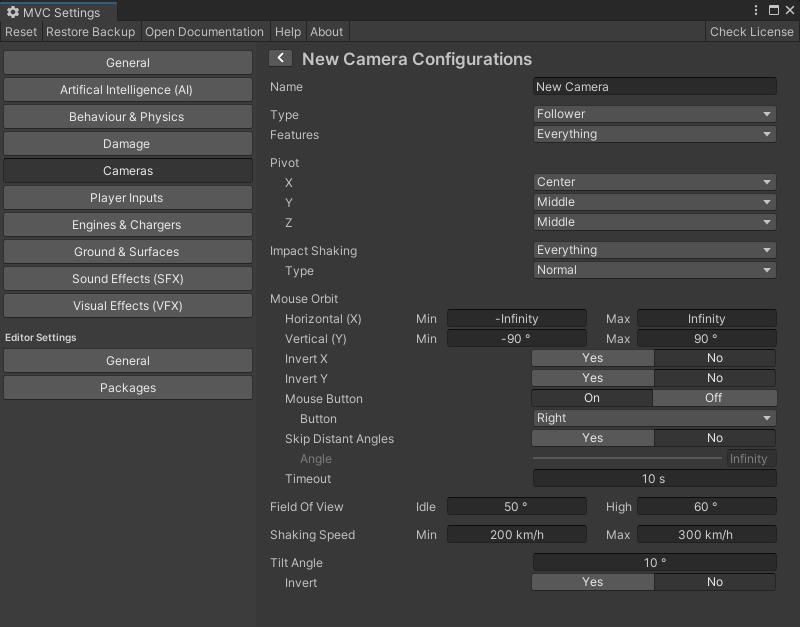 MVC Settings
Reset Restore Backup Open Documentation Help About Check License
General
Artifical Intelligence (AI)
Behaviour & Physics
Damage
Cameras
Player Inputs
Engines & Chargers
Ground & Surfaces
Sound Effects (SFX)
Visual Effects (VFX)
Editor Settings
General
Packages
New Camera Configurations
Name New Camera
Type Follower
Features Everything
Pivot
X Center
Y Middle
Z Middle
Impact Shaking Everything
Type Normal
Mouse Orbit
Horizontal (X) Min -Infinity Max Infinity
Vertical (Y) Min -90 ° Max 90 °
Invert X Yes No
Invert Y Yes No
Mouse Button On Off
Button Right
Skip Distant Angles Yes No
Angle Infinity
Timeout 10 s
Field Of View Idle 50 ° High 60 °
Shaking Speed Min 200 km/h Max 300 km/h
Tilt Angle 10 °
Invert Yes No